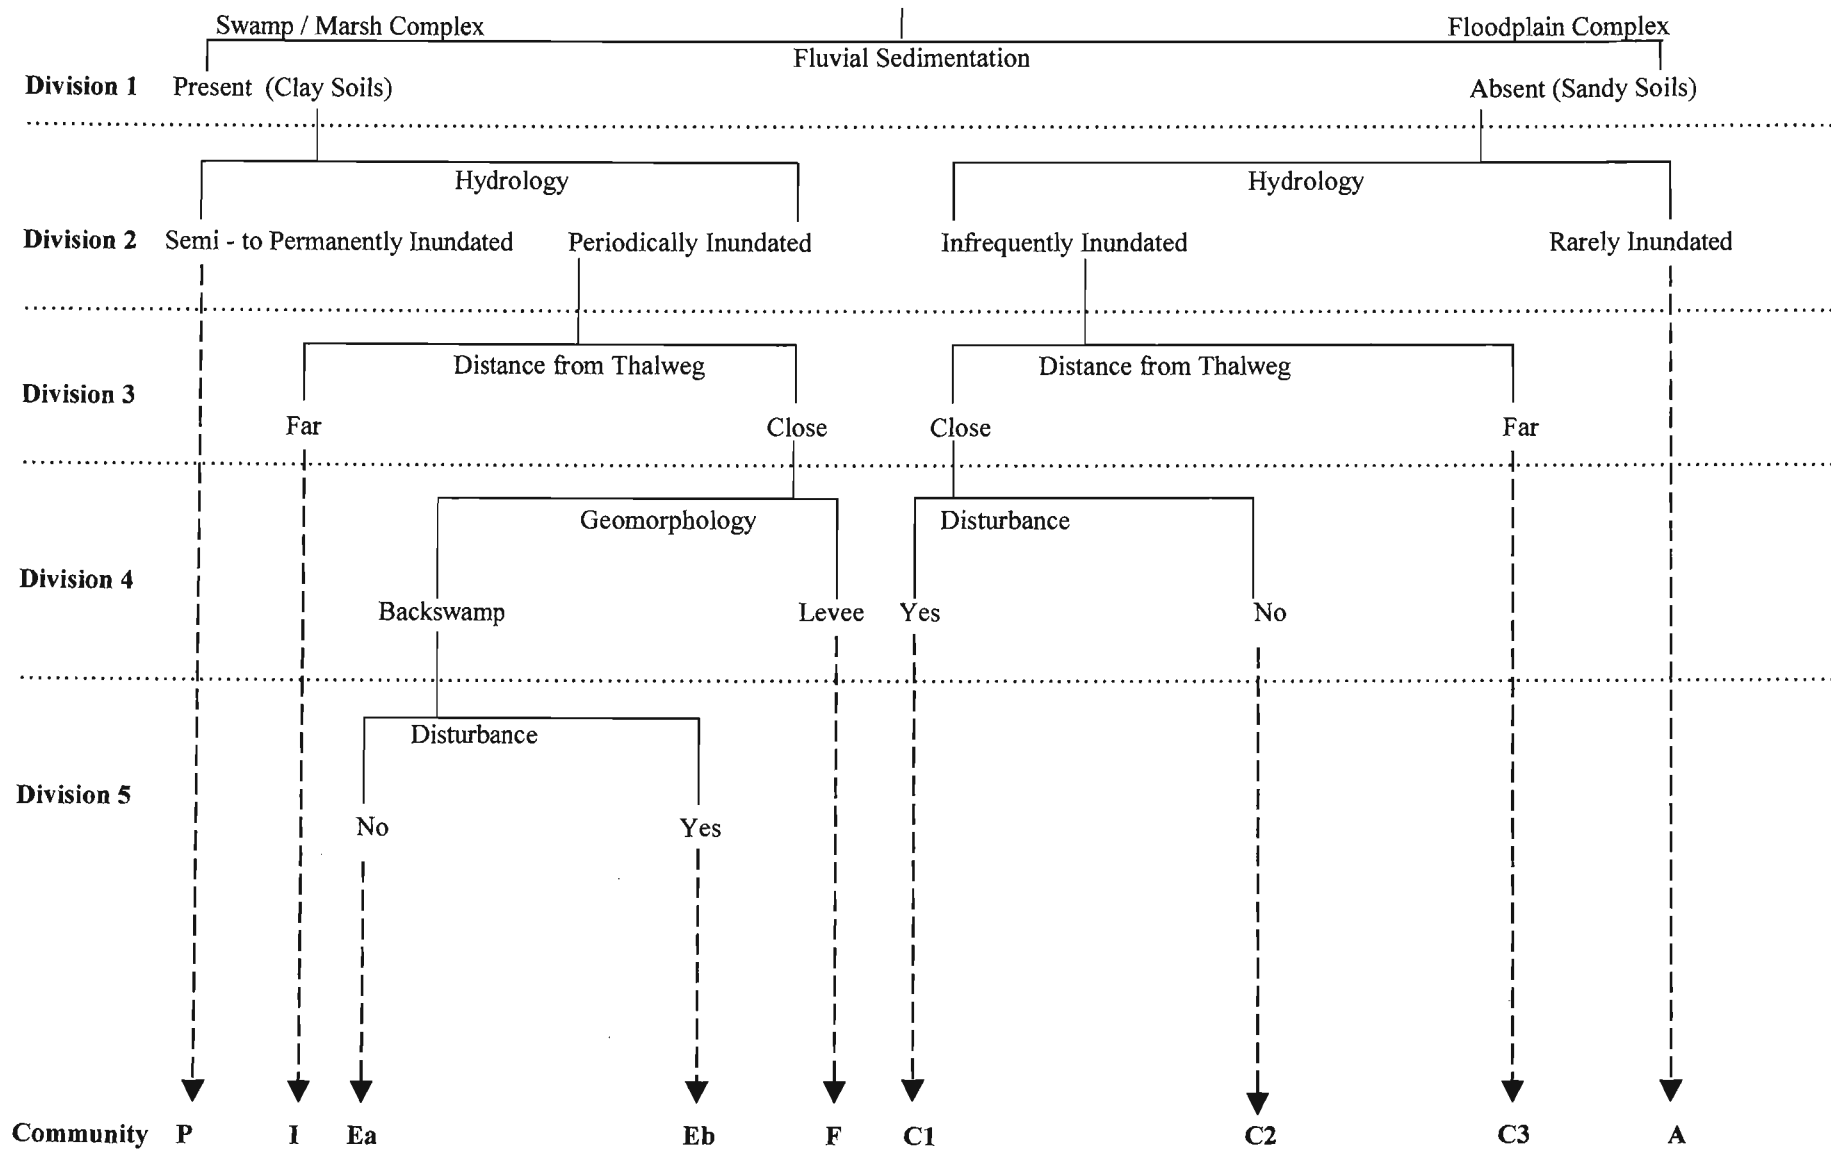 Swamp / Marsh Complex Floodplain Complex
Fluvial Sedimentation
Division 1 Present (Clay Soils) Absent (Sandy Soils)
Hydrology Hydrology
Division 2 Semi - to Permanently Inundated Periodically Inundated Infrequently Inundated Rarely Inundated
Distance from Thalweg Distance from Thalweg
Division 3
Far Close Close Far
Geomorphology Disturbance
Division 4
Backswamp Levee Yes No
Disturbance
Division 5
No Yes
Community P I Ea Eb F C1 C2 C3 A